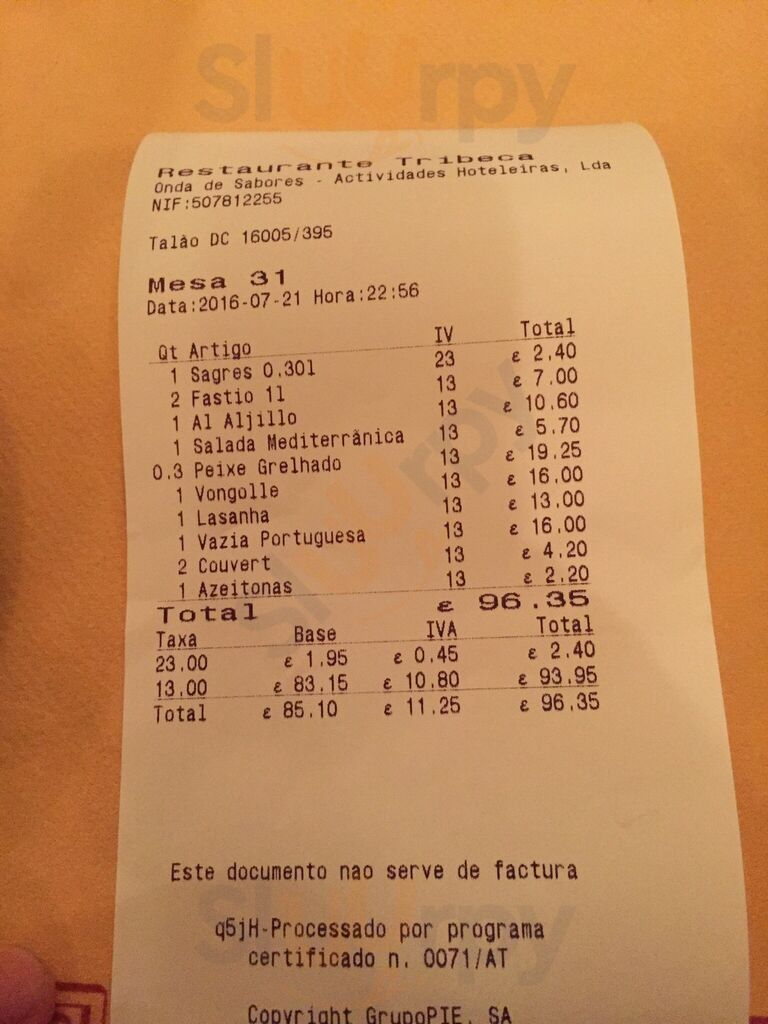 Restaurante Tribeca
Onda de Sabores - Actividades Hoteleiras, Lda
NIF:507812255
Talão DC 16005/395
Mesa 31
Data:2016-07-21 Hora:22:56
Qt Artigo IV Total
1 Sagres 0.30l 23 € 2,40
2 Fastio 1l 13 € 7,00
1 Al Aljillo 13 € 10,60
1 Salada Mediterrânica 13 € 5,70
0.3 Peixe Grelhado 13 € 19,25
1 Vongolle 13 € 16,00
1 Lasanha 13 € 13,00
1 Vazia Portuguesa 13 € 16,00
2 Couvert 13 € 4,20
1 Azeitonas 13 € 2,20
Total € 96.35
Taxa Base IVA Total
23,00 € 1,95 € 0,45 € 2,40
13,00 € 83,15 € 10,80 € 93,95
Total € 85,10 € 11,25 € 96,35
Este documento nao serve de factura
q5jH-Processado por programa
certificado n. 0071/AT
Copyright GrupoPIE, SA
Sluurpy
Sluurpy
Sluurpy
Sluurpy